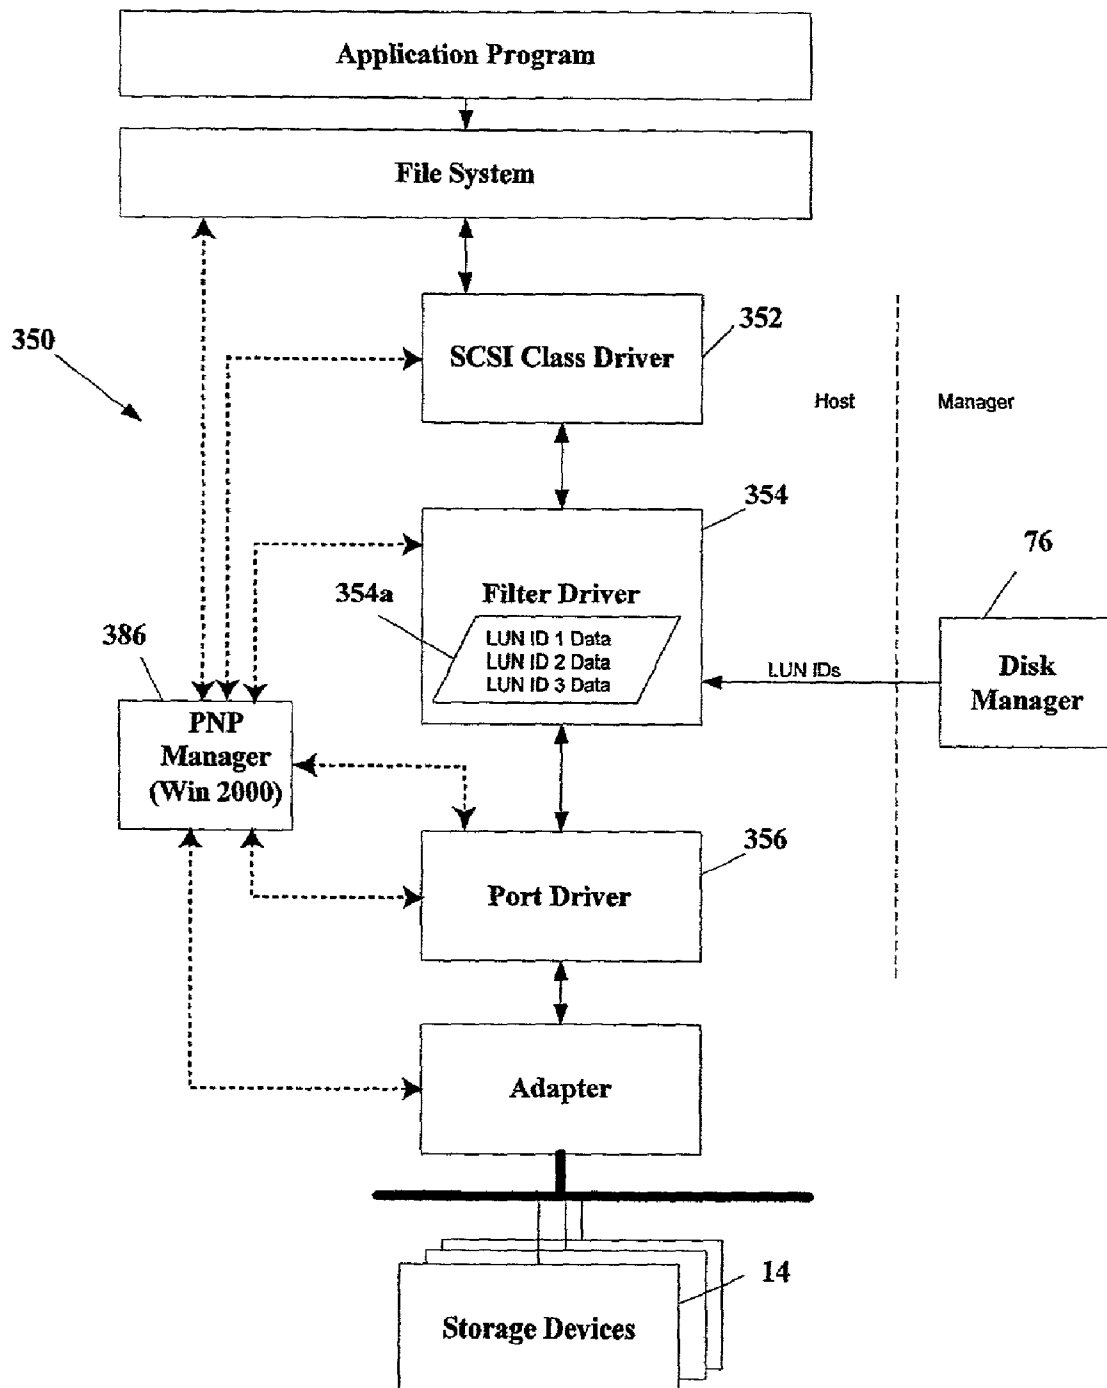 Application Program
File System
350
352
SCSI Class Driver
Host
Manager
354
354a
Filter Driver
LUN ID 1 Data
LUN ID 2 Data
LUN ID 3 Data
76
LUN IDs
Disk
Manager
386
PNP
Manager
(Win 2000)
356
Port Driver
Adapter
14
Storage Devices